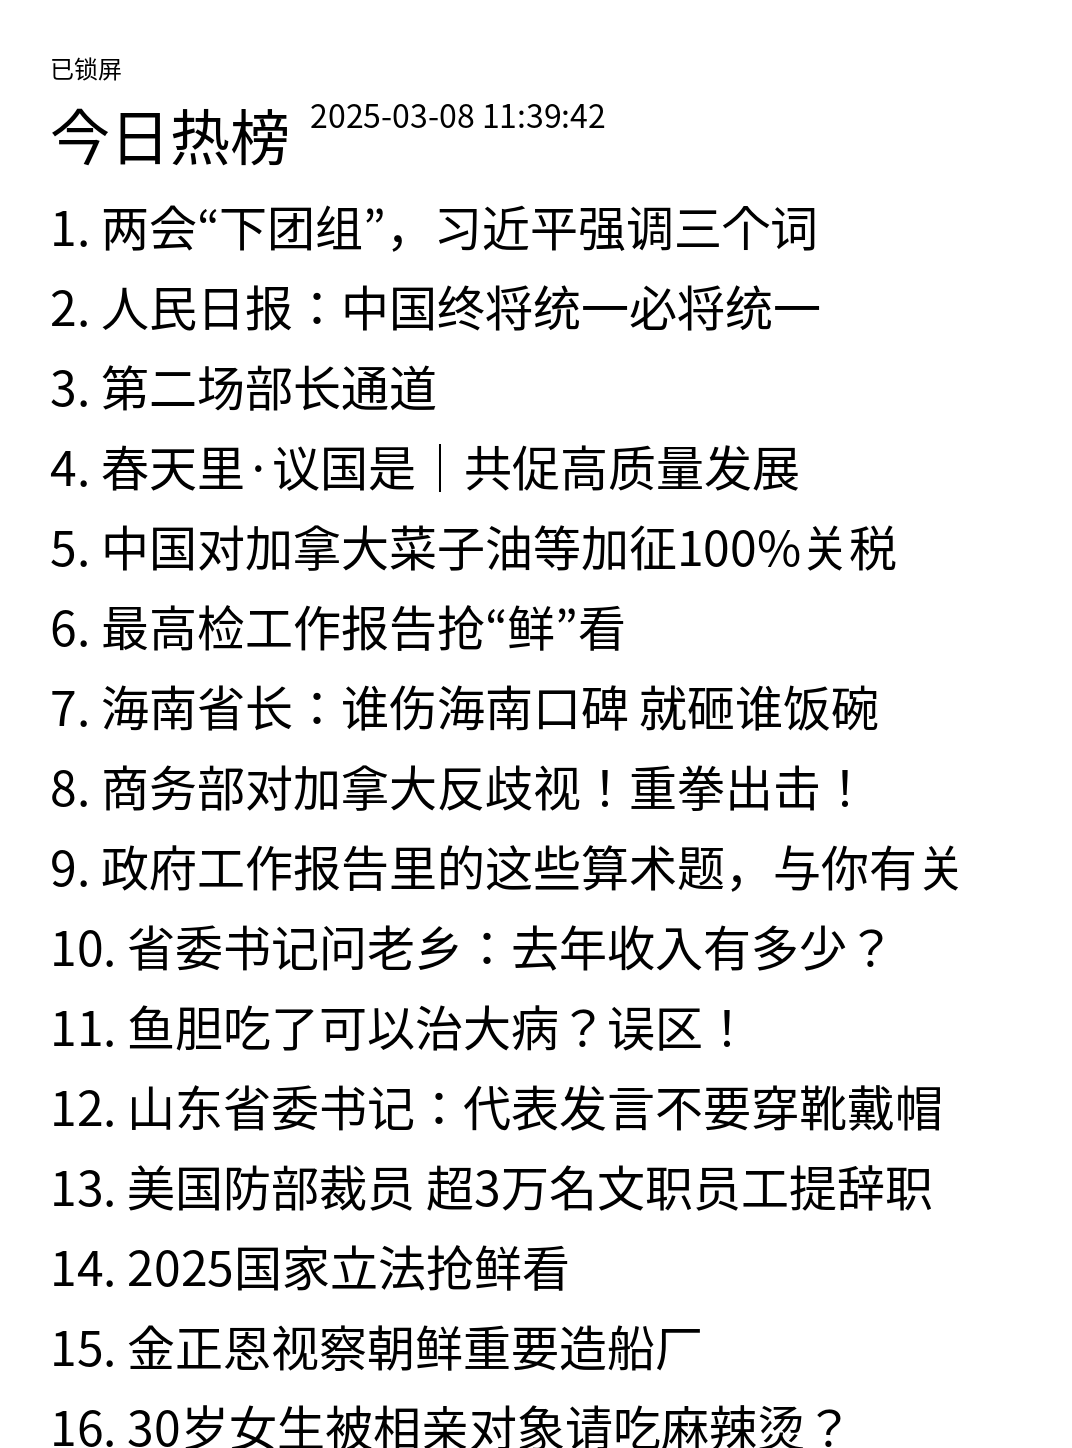 已锁屏
今日热榜 2025-03-08 11:39:42
1. 两会“下团组”，习近平强调三个词
2. 人民日报：中国终将统一必将统一
3. 第二场部长通道
4. 春天里·议国是｜共促高质量发展
5. 中国对加拿大菜子油等加征100%关税
6. 最高检工作报告抢“鲜”看
7. 海南省长：谁伤海南口碑 就砸谁饭碗
8. 商务部对加拿大反歧视！重拳出击！
9. 政府工作报告里的这些算术题，与你有关
10. 省委书记问老乡：去年收入有多少？
11. 鱼胆吃了可以治大病？误区！
12. 山东省委书记：代表发言不要穿靴戴帽
13. 美国防部裁员 超3万名文职员工提辞职
14. 2025国家立法抢鲜看
15. 金正恩视察朝鲜重要造船厂
16. 30岁女生被相亲对象请吃麻辣烫？